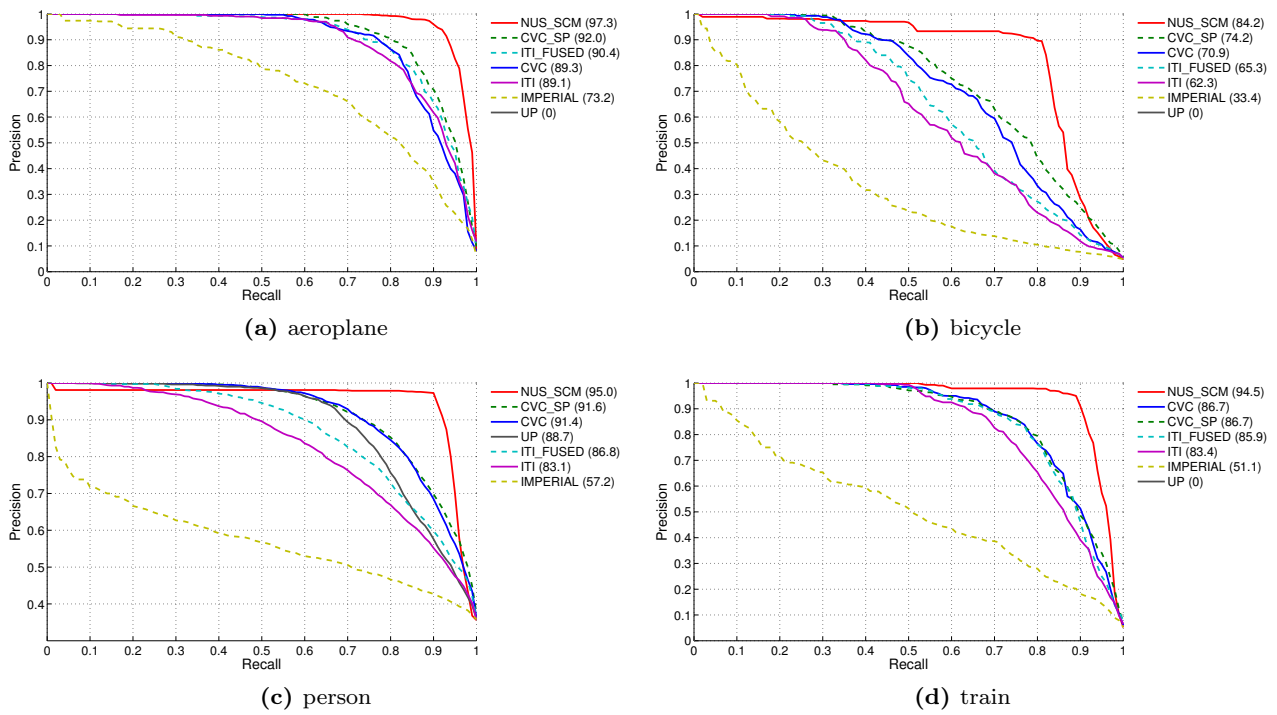 1
0.9
0.8
0.7
0.6
0.5
0.4
0.3
0.2
0.1
0
Precision
0 0.1 0.2 0.3 0.4 0.5 0.6 0.7 0.8 0.9 1
Recall
NUS_SCM (97.3)
CVC_SP (92.0)
ITI_FUSED (90.4)
CVC (89.3)
ITI (89.1)
IMPERIAL (73.2)
UP (0)
(a) aeroplane
1
0.9
0.8
0.7
0.6
0.5
0.4
0.3
0.2
0.1
0
Precision
0 0.1 0.2 0.3 0.4 0.5 0.6 0.7 0.8 0.9 1
Recall
NUS_SCM (84.2)
CVC_SP (74.2)
CVC (70.9)
ITI_FUSED (65.3)
ITI (62.3)
IMPERIAL (33.4)
UP (0)
(b) bicycle
1
0.9
0.8
0.7
0.6
0.5
0.4
Precision
0 0.1 0.2 0.3 0.4 0.5 0.6 0.7 0.8 0.9 1
Recall
NUS_SCM (95.0)
CVC_SP (91.6)
CVC (91.4)
UP (88.7)
ITI_FUSED (86.8)
ITI (83.1)
IMPERIAL (57.2)
(c) person
1
0.9
0.8
0.7
0.6
0.5
0.4
0.3
0.2
0.1
0
Precision
0 0.1 0.2 0.3 0.4 0.5 0.6 0.7 0.8 0.9 1
Recall
NUS_SCM (94.5)
CVC (86.7)
CVC_SP (86.7)
ITI_FUSED (85.9)
ITI (83.4)
IMPERIAL (51.1)
UP (0)
(d) train